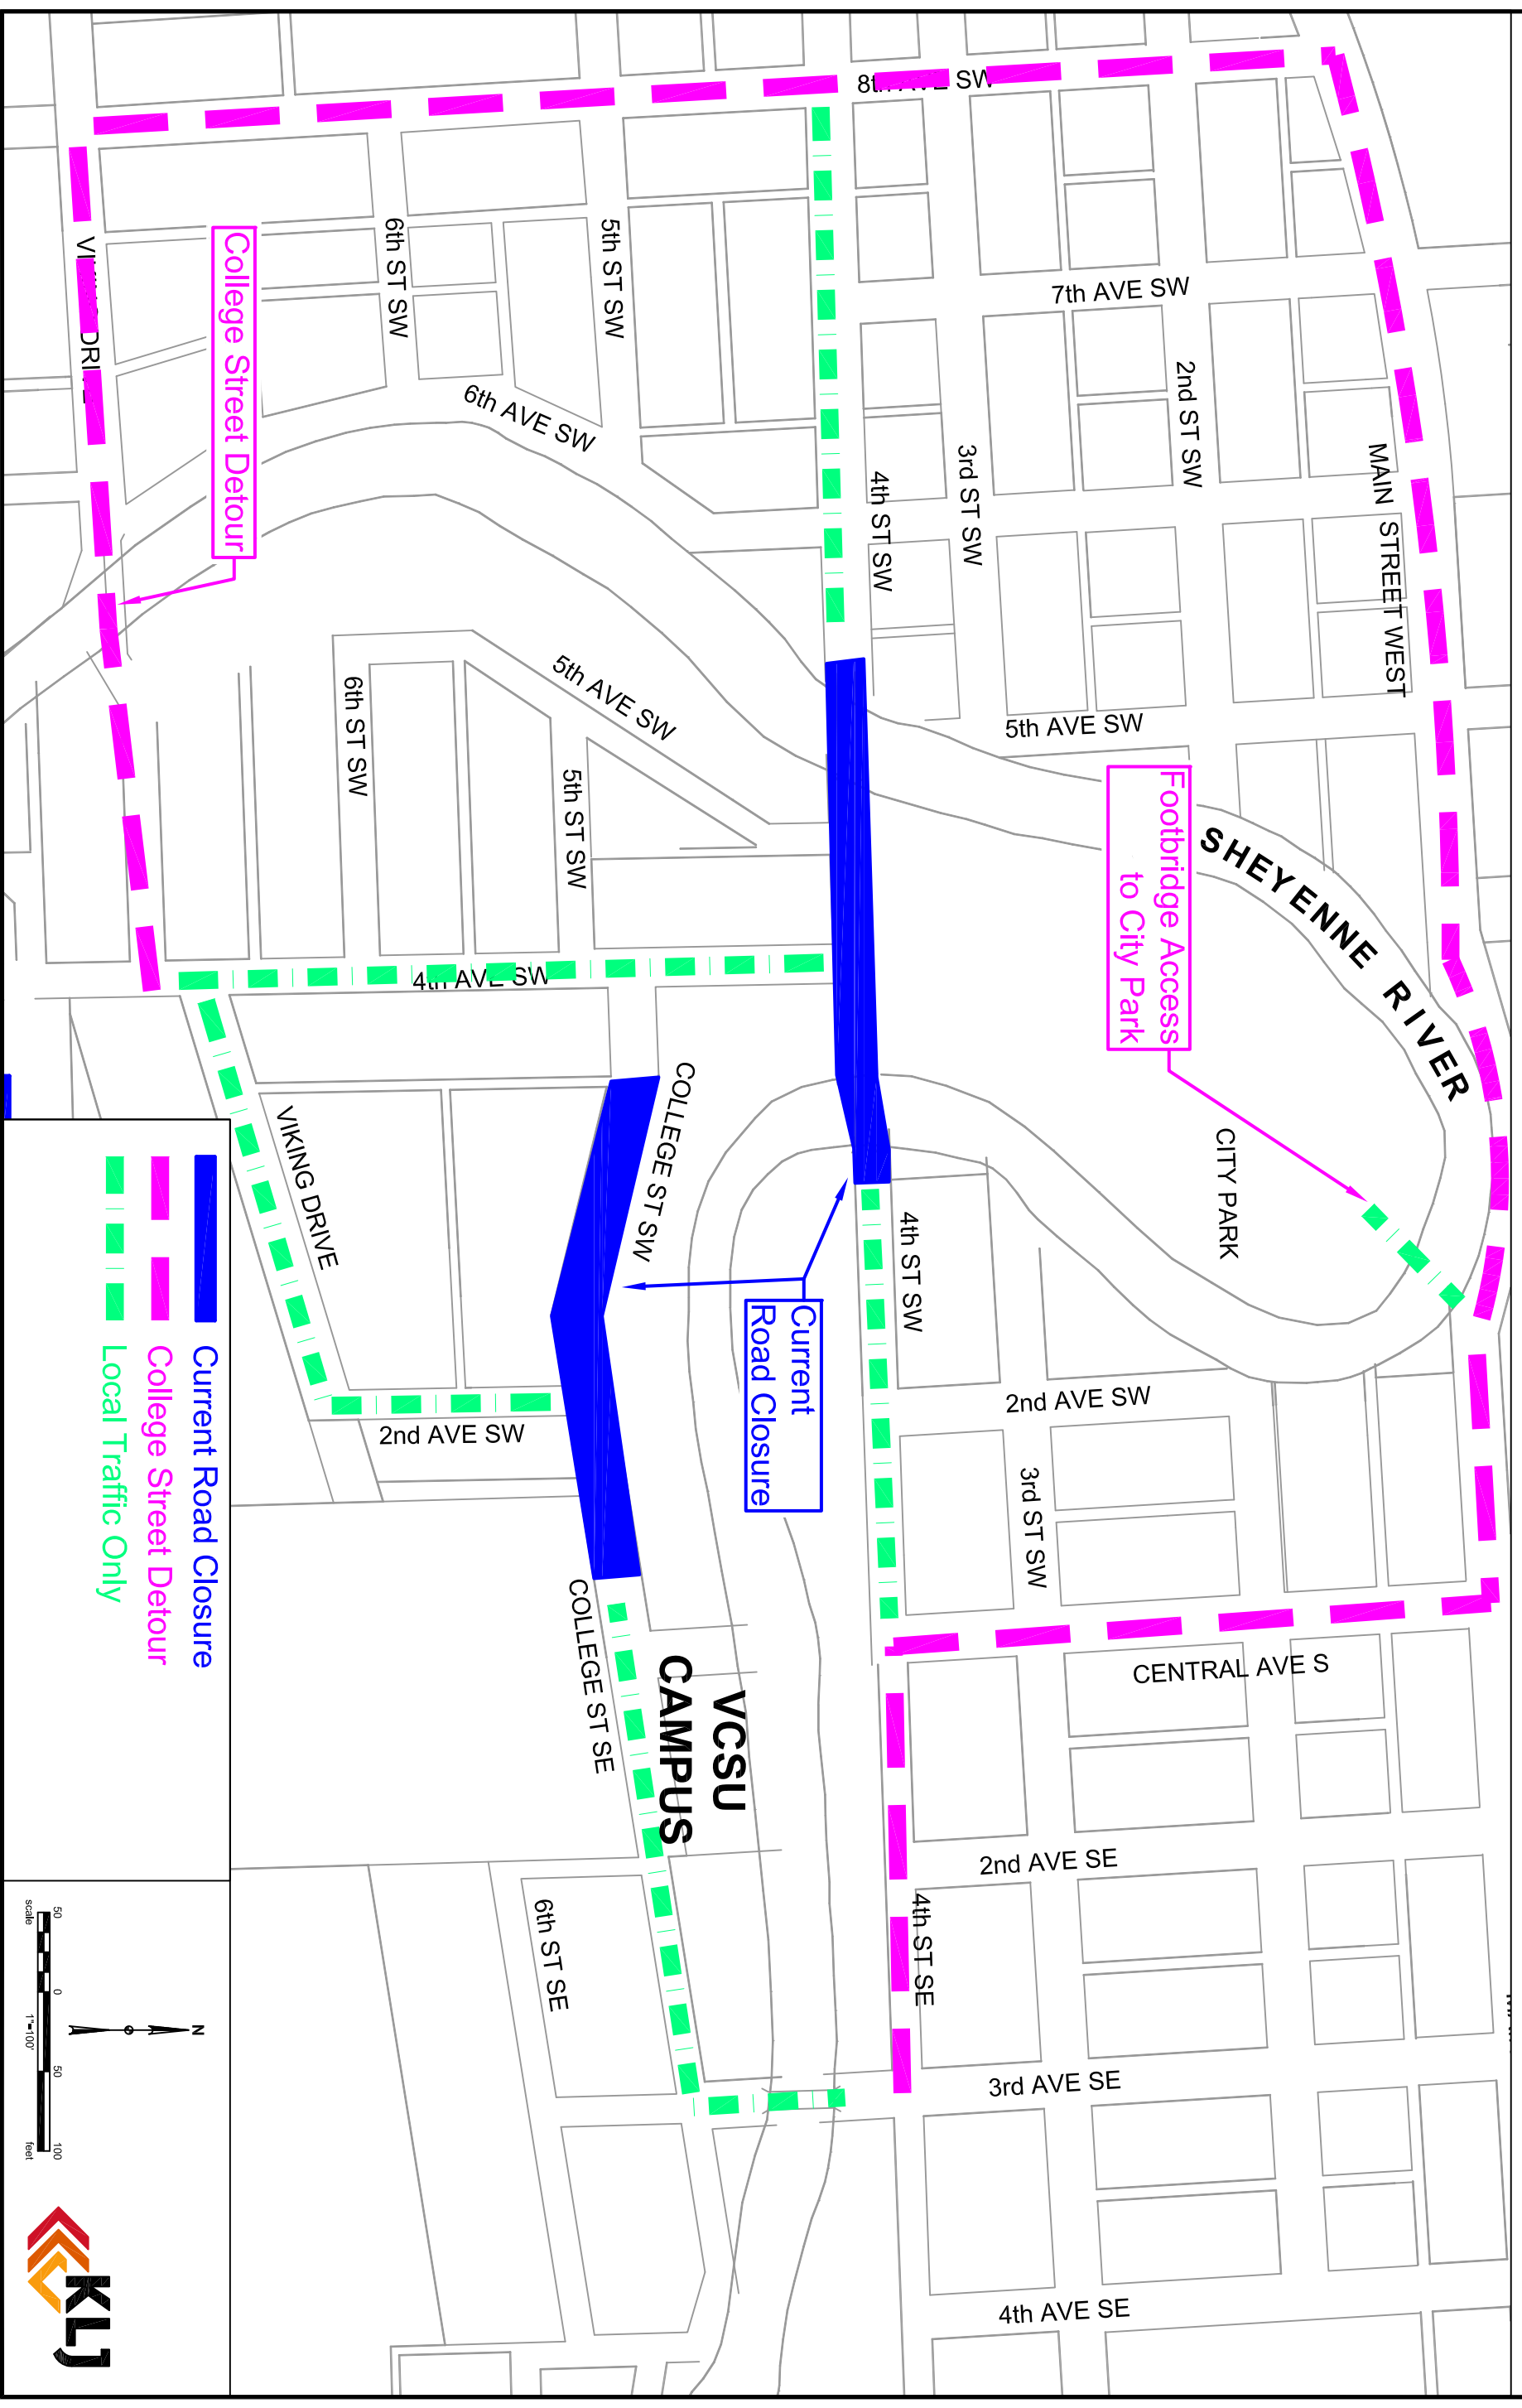 8th AVE SW
MAIN STREET WEST
7th AVE SW
2nd ST SW
3rd ST SW
4th ST SW
5th ST SW
6th ST SW
6th AVE SW
VIKING DRIVE
College Street Detour
5th AVE SW
SHEYENNE RIVER
Footbridge Access
to City Park
CITY PARK
5th AVE SW
5th ST SW
6th ST SW
4th AVE SW
COLLEGE ST SW
VIKING DRIVE
4th ST SW
Current
Road Closure
2nd AVE SW
2nd AVE SW
3rd ST SW
CENTRAL AVE S
VCSU
CAMPUS
COLLEGE ST SE
2nd AVE SE
4th ST SE
6th ST SE
3rd AVE SE
4th AVE SE
Current Road Closure
College Street Detour
Local Traffic Only
N
50 0 50 100
scale 1"=100' feet
KLJ